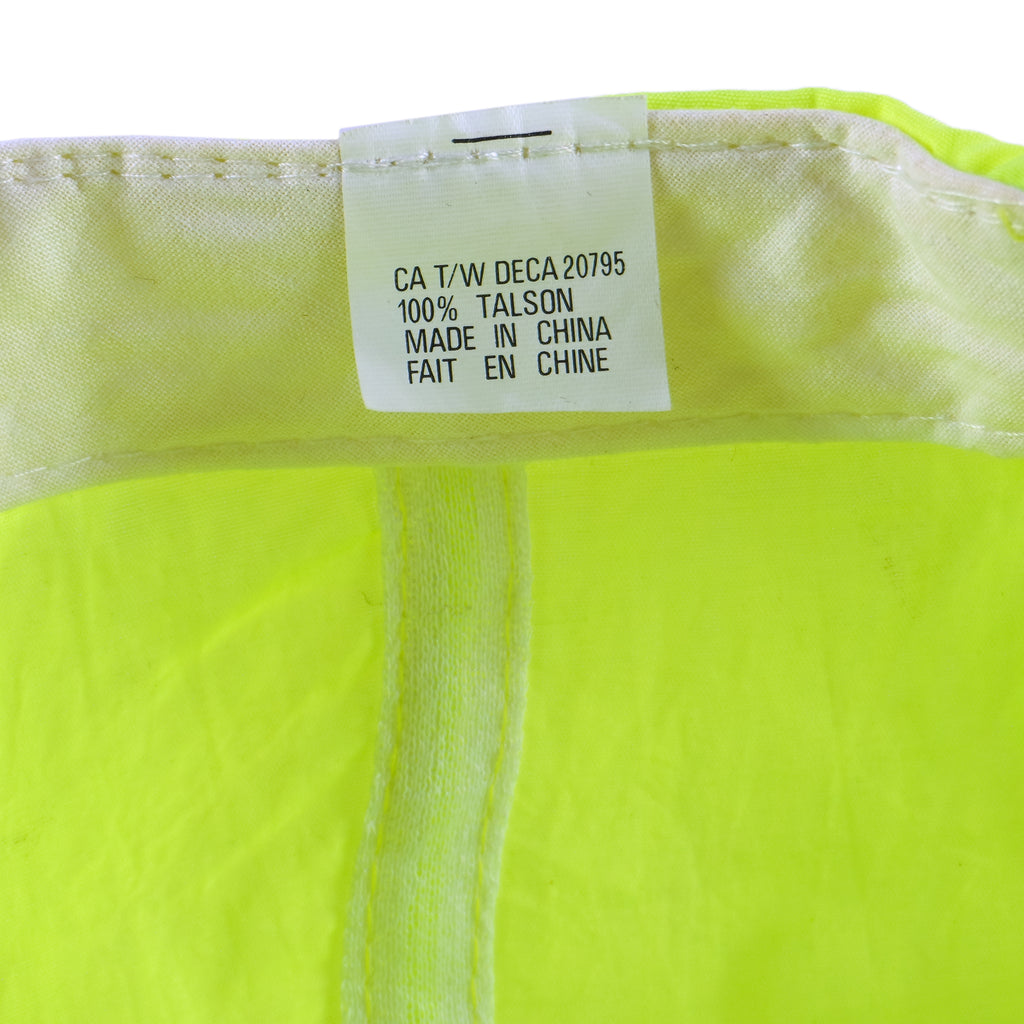 CA T/W DECA 20795
100% TALSON
MADE IN CHINA
FAIT EN CHINE